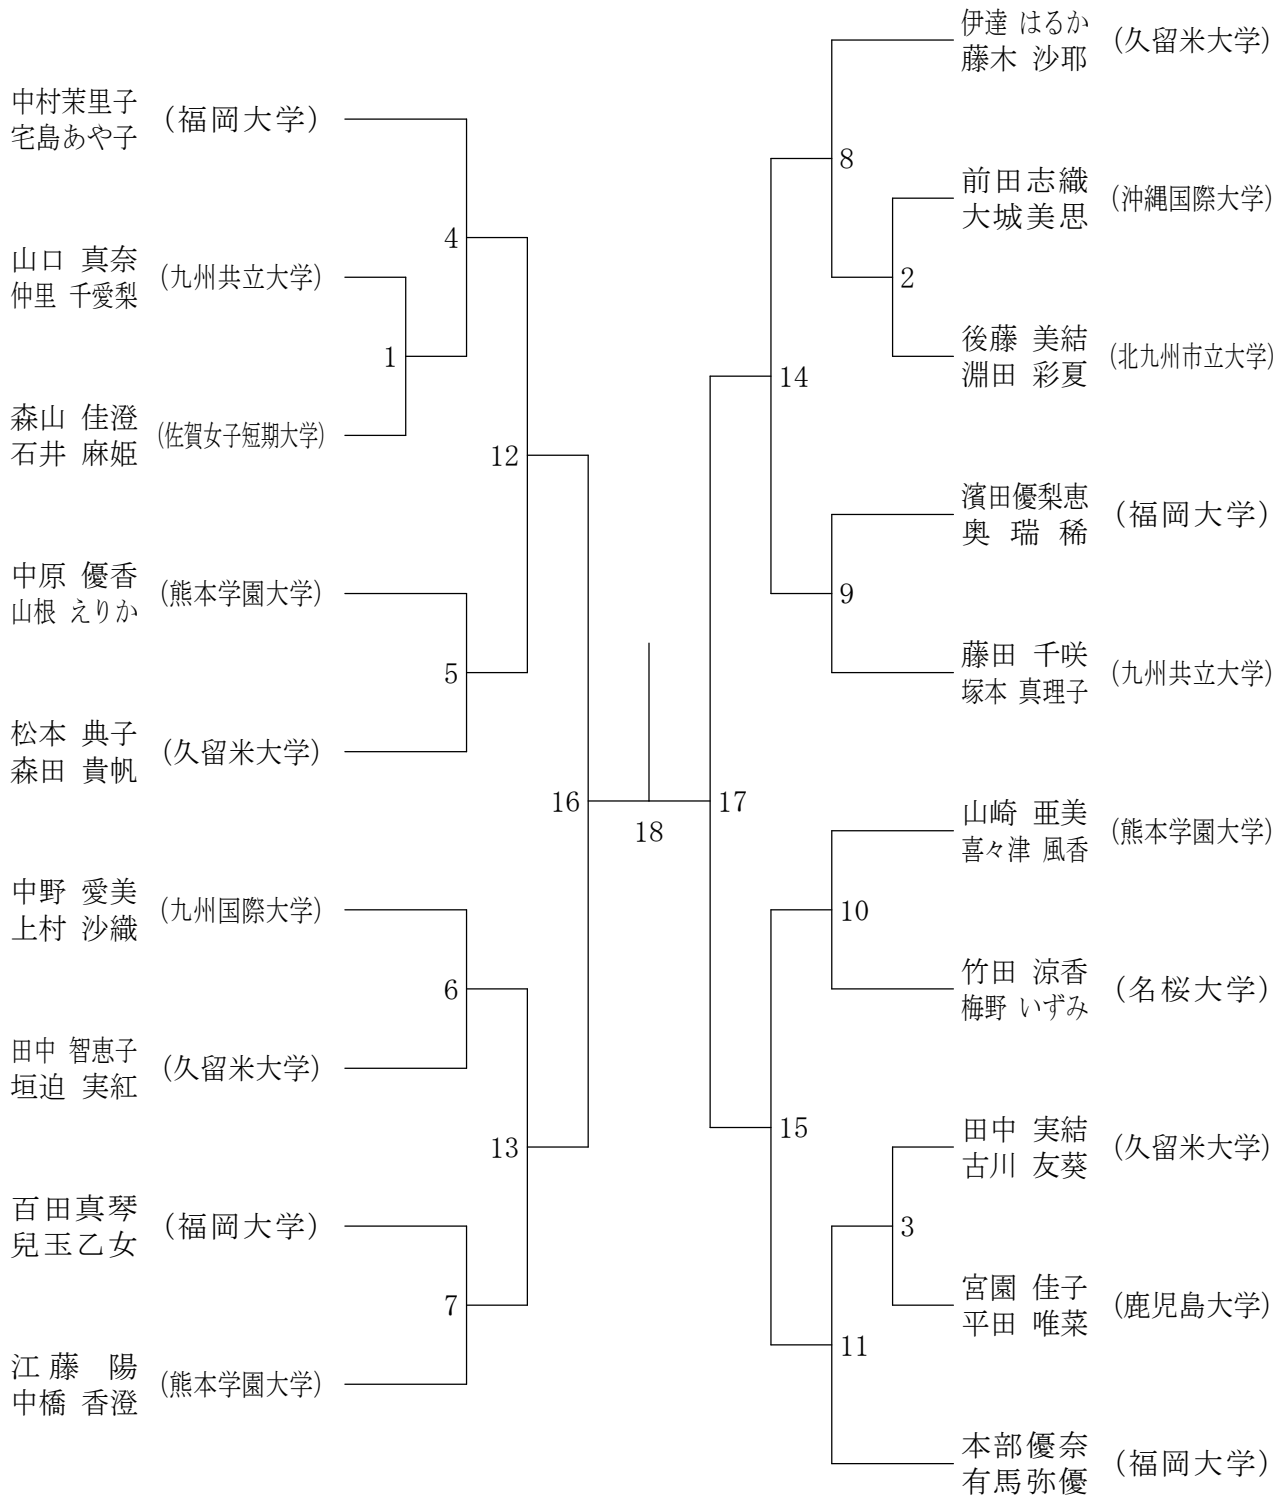 中村茉里子
宅島あや子
(福岡大学)
4
山口 真奈
仲里 千愛梨
(九州共立大学)
1
森山 佳澄
石井 麻姫
(佐賀女子短期大学)
12
中原 優香
山根 えりか
(熊本学園大学)
5
松本 典子
森田 貴帆
(久留米大学)
16
18
中野 愛美
上村 沙織
(九州国際大学)
6
田中 智恵子
垣迫 実紅
(久留米大学)
13
百田真琴
兒玉乙女
(福岡大学)
7
江藤 陽
中橋 香澄
(熊本学園大学)
伊達 はるか
藤木 沙耶
(久留米大学)
8
前田志織
大城美思
(沖縄国際大学)
2
後藤 美結
淵田 彩夏
(北九州市立大学)
14
濱田優梨恵
奥瑞稀
(福岡大学)
9
藤田 千咲
塚本 真理子
(九州共立大学)
17
山崎 亜美
喜々津 風香
(熊本学園大学)
10
竹田 涼香
梅野 いずみ
(名桜大学)
15
田中 実結
古川 友葵
(久留米大学)
3
宮園 佳子
平田 唯菜
(鹿児島大学)
11
本部優奈
有馬弥優
(福岡大学)